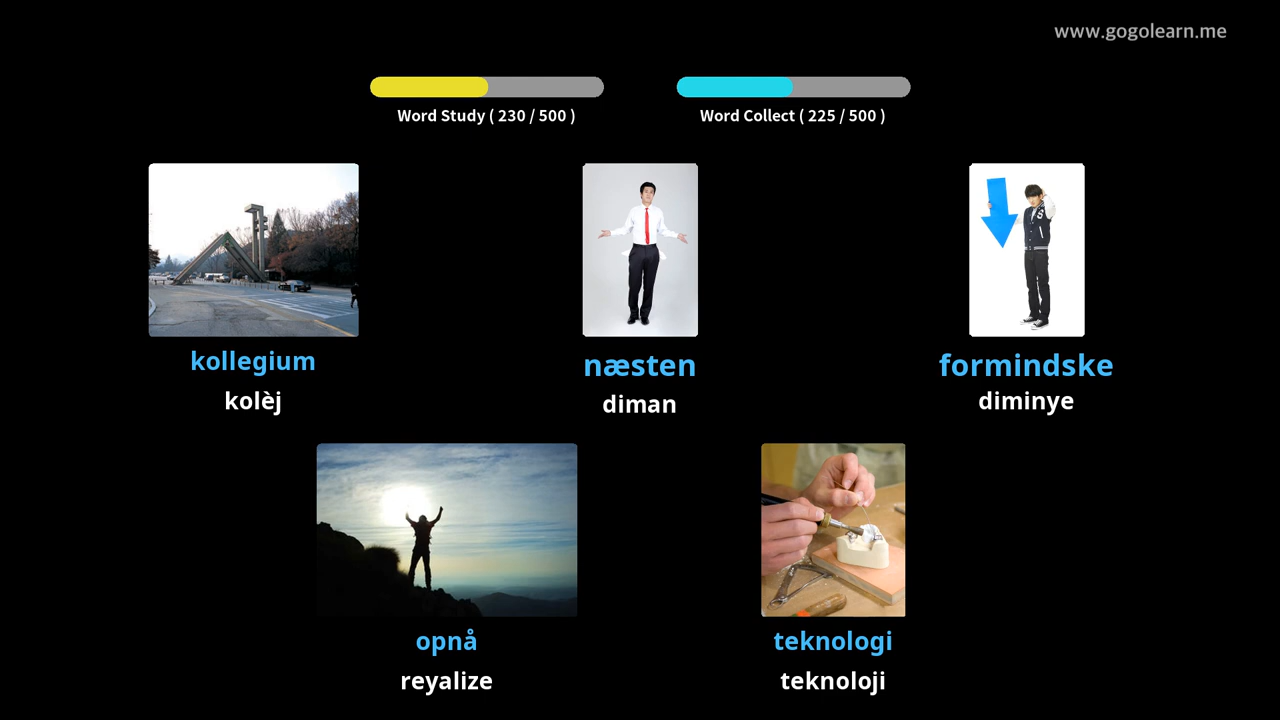 www.gogolearn.me
Word Study ( 230 / 500 )
Word Collect ( 225 / 500 )
kollegium
kolèj
næsten
diman
formindske
diminye
opnå
reyalize
teknologi
teknoloji